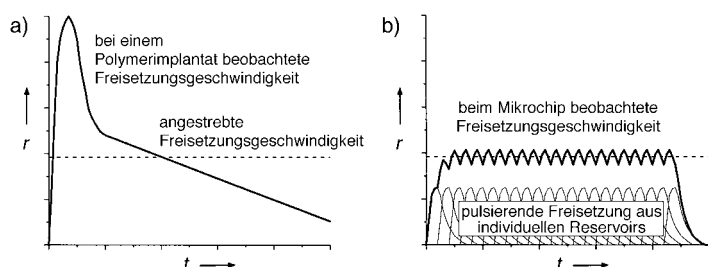 a)
bei einem
Polymerimplantat beobachtete
Freisetzungsgeschwindigkeit
angestrebte
Freisetzungsgeschwindigkeit
r
t
b)
beim Mikrochip beobachtete
Freisetzungsgeschwindigkeit
pulsierende Freisetzung aus
individuellen Reservoirs
r
t